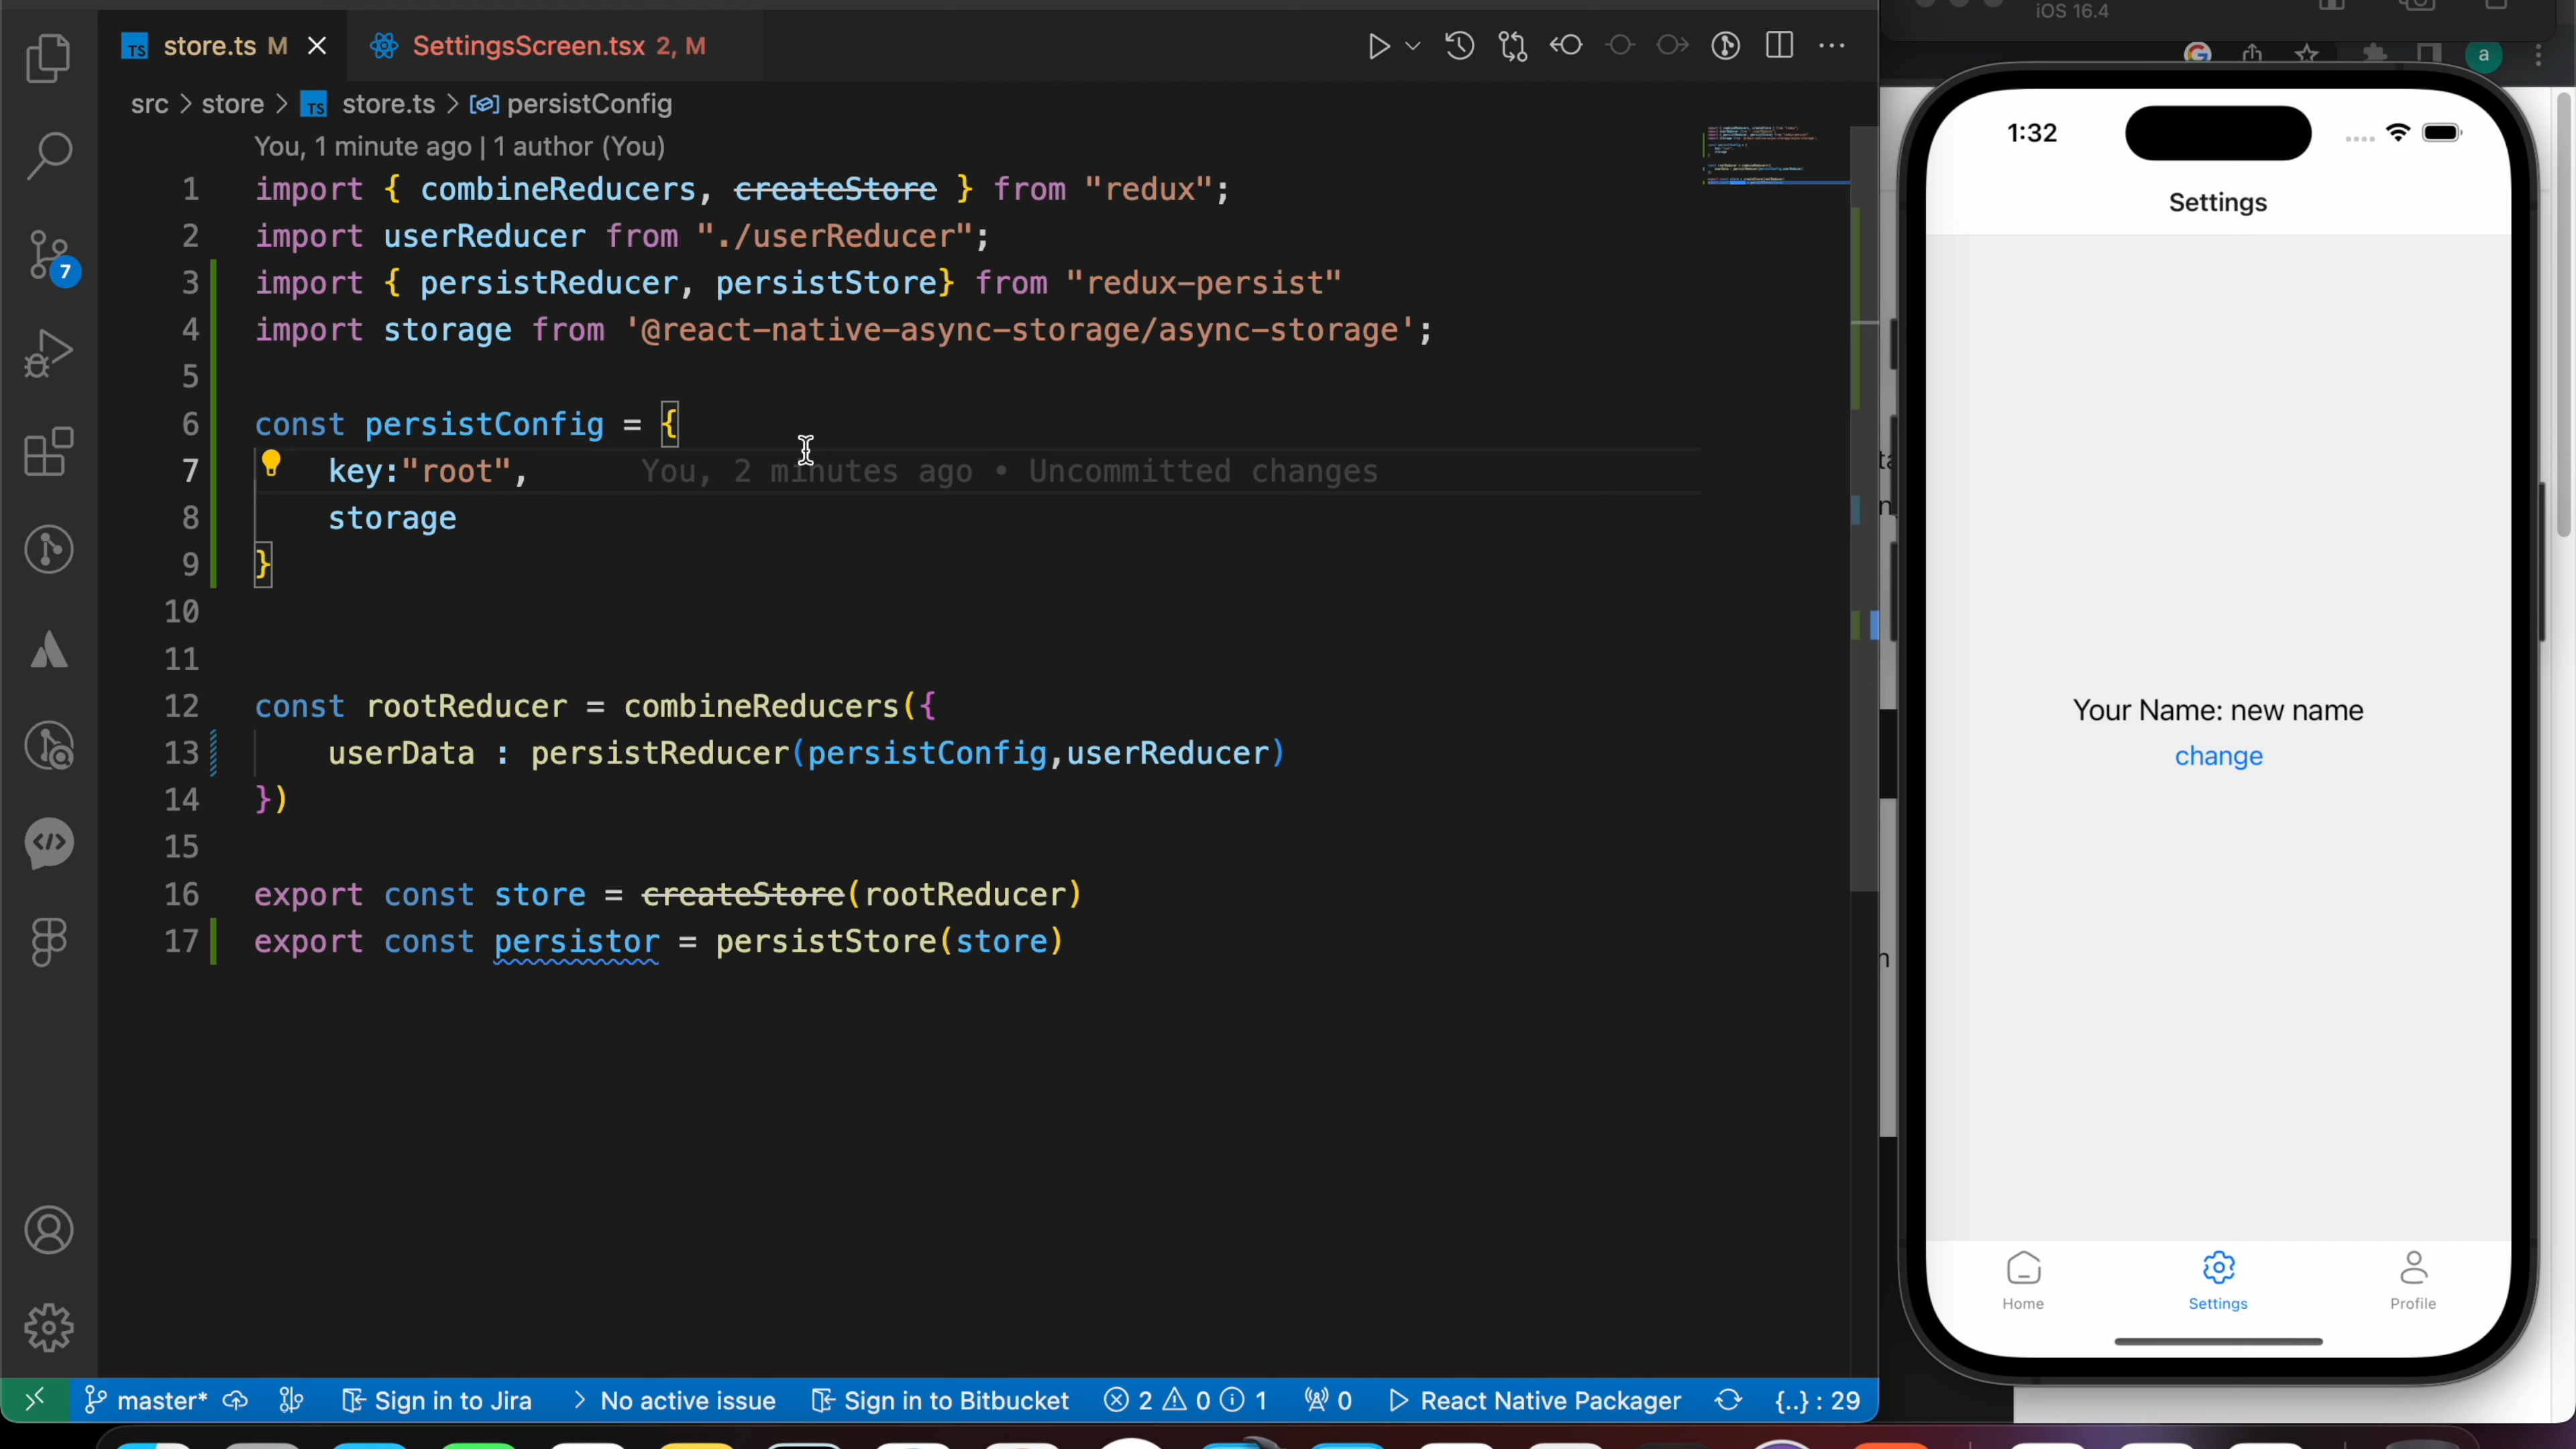 iOS 16.4
store.ts M
SettingsScreen.tsx 2, M
src > store > TS store.ts > persistConfig
You, 1 minute ago | 1 author (You)
1 import { combineReducers, createStore } from "redux";
2 import userReducer from "./userReducer";
3 import { persistReducer, persistStore} from "redux-persist"
4 import storage from '@react-native-async-storage/async-storage';
5
6 const persistConfig = {
7 key:"root", You, 2 minutes ago • Uncommitted changes
8 storage
9 }
10
11
12 const rootReducer = combineReducers({
13 userData : persistReducer(persistConfig,userReducer)
14 })
15
16 export const store = createStore(rootReducer)
17 export const persistor = persistStore(store)
7
master* Sign in to Jira > No active issue Sign in to Bitbucket 2 0 1 0 React Native Packager {..} : 29
a
1:32
Settings
Your Name: new name
change
Home Settings Profile